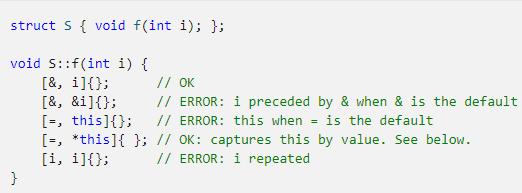 struct S { void f(int i); };

void S::f(int i) {
    [&, i]{};      // OK
    [&, &i]{};     // ERROR: i preceded by & when & is the default
    [=, this]{};   // ERROR: this when = is the default
    [=, *this]{ }; // OK: captures this by value. See below.
    [i, i]{};      // ERROR: i repeated
}